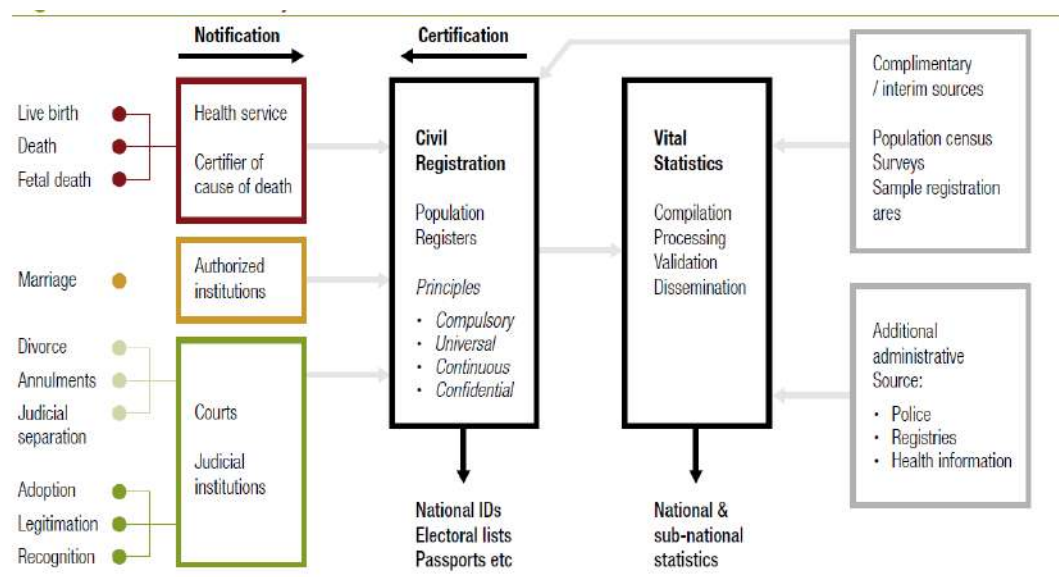 Notification
Certification
Live birth
Death
Fetal death
Health service
Certifier of
cause of death
Marriage
Authorized
institutions
Divorce
Annulments
Judicial
separation
Adoption
Legitimation
Recognition
Courts
Judicial
institutions
Civil
Registration
Population
Registers
Principles
• Compulsory
• Universal
• Continuous
• Confidential
National IDs
Electoral lists
Passports etc
Vital
Statistics
Compilation
Processing
Validation
Dissemination
National &
sub-national
statistics
Complimentary
/ interim sources
Population census
Surveys
Sample registration
ares
Additional
administrative
Source:
• Police
• Registries
• Health information